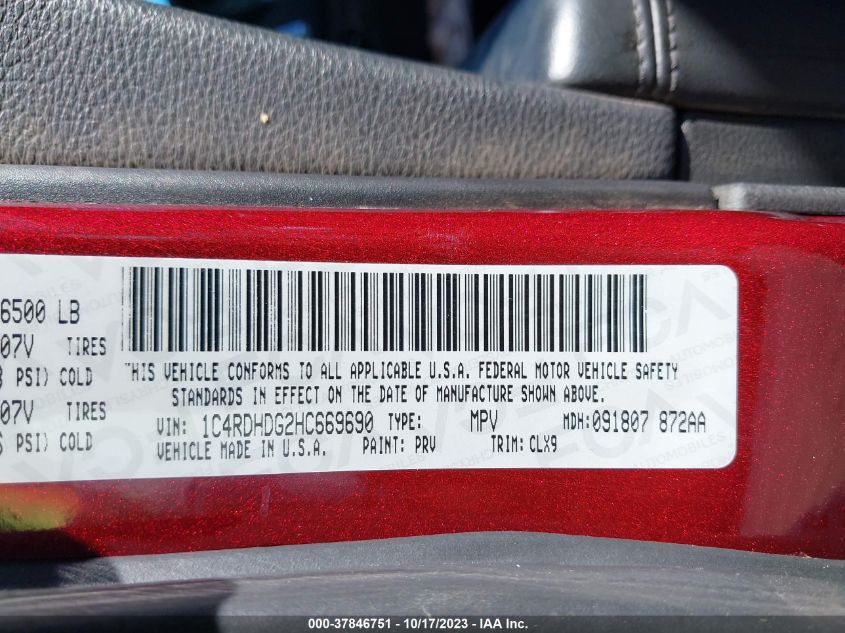 6500 LB
07V TIRES
PSI) COLD
07V
PSI) COLD
THIS VEHICLE CONFORMS TO ALL APPLICABLE U.S.A. FEDERAL MOTOR VEHICLE SAFETY
STANDARDS IN EFFECT ON THE DATE OF MANUFACTURE SHOWN ABOVE.
VIN: 1C4RDHDG2HC669690 TYPE: MPV MDH:091807 872AA
VEHICLE MADE IN U.S.A. PAINT: PRV TRIM: CLX9
000-37846751 - 10/17/2023 - IAA Inc.